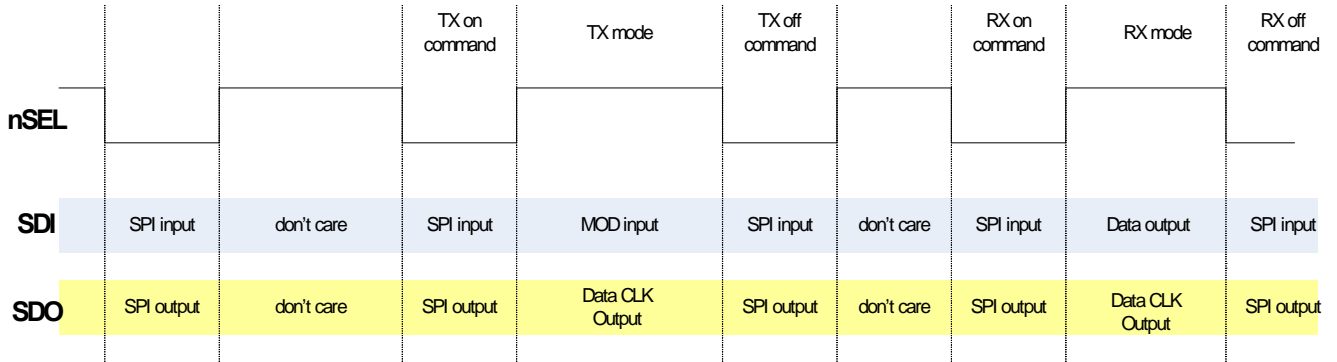 TX on
command
TX mode
TX off
command
RX on
command
RX mode
RX off
command
nSEL
SDI
SPI input
don't care
SPI input
MOD input
SPI input
don't care
SPI input
Data output
SPI input
SDO
SPI output
don't care
SPI output
Data CLK
Output
SPI output
don't care
SPI output
Data CLK
Output
SPI output